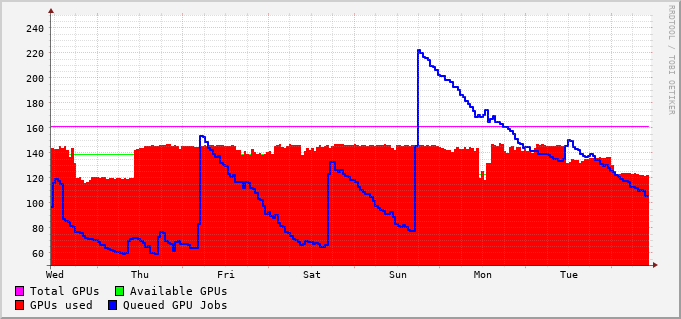 RRDTOOL / TOBI OETIKER
240
220
200
180
160
140
120
100
80
60
Wed Thu Fri Sat Sun Mon Tue
Total GPUs Available GPUs
GPUs used Queued GPU Jobs